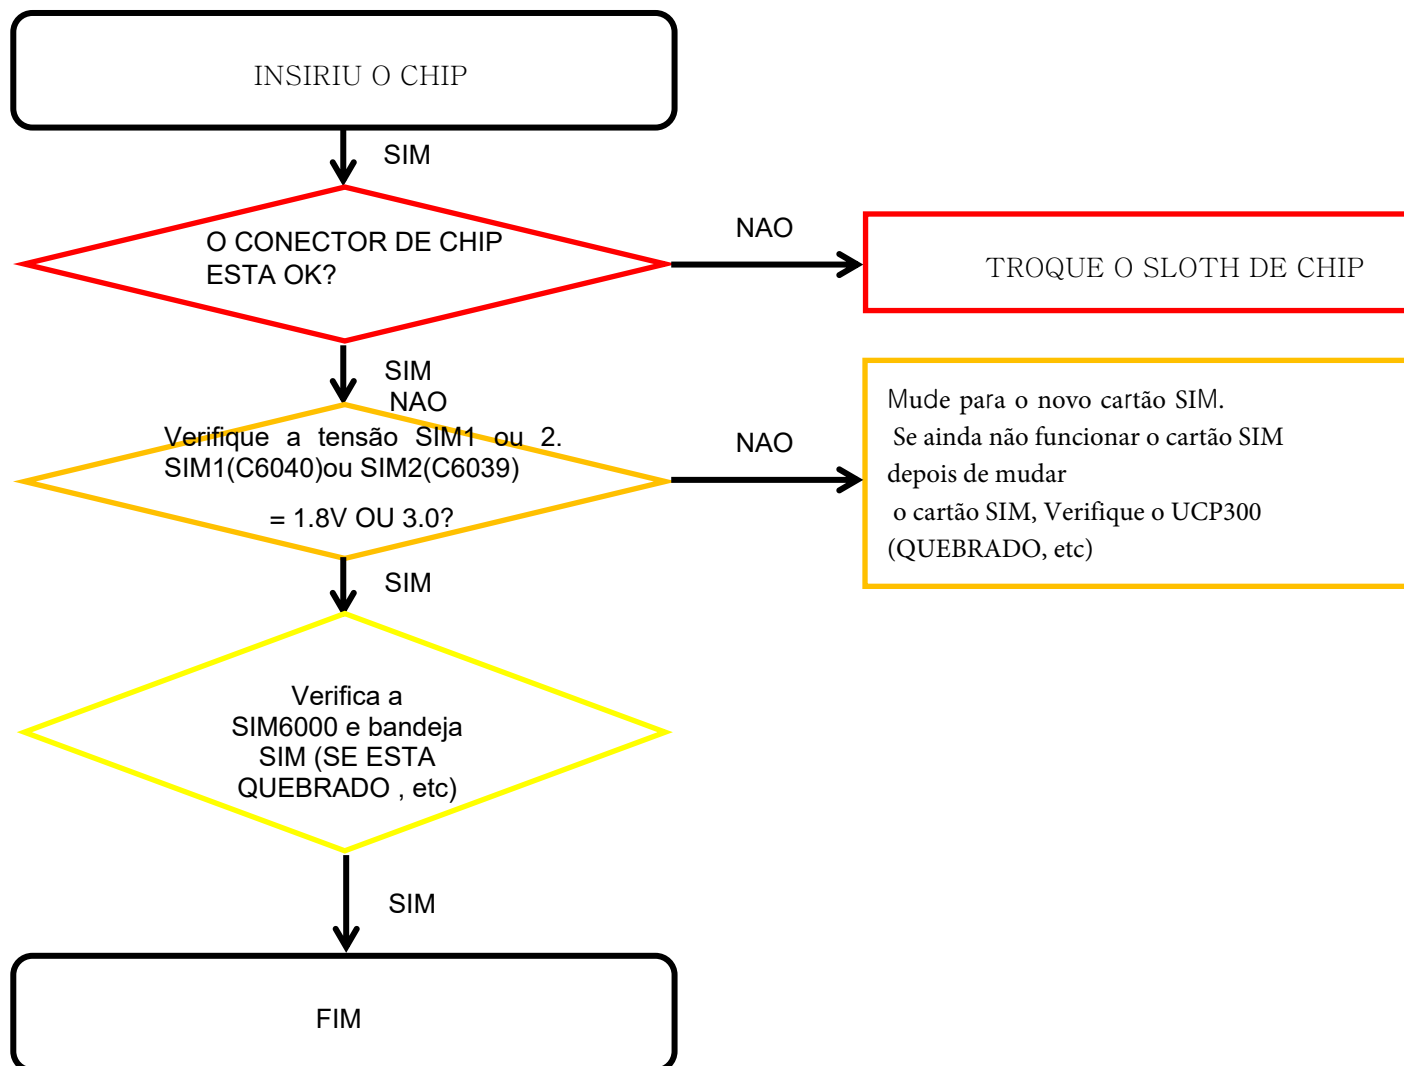 INSIRIU O CHIP
SIM
O CONECTOR DE CHIP
ESTA OK?
NAO
TROQUE O SLOTH DE CHIP
SIM
NAO
Verifique a tensão SIM1 ou 2.
SIM1(C6040)ou SIM2(C6039)
= 1.8V OU 3.0?
NAO
Mude para o novo cartão SIM.
Se ainda não funcionar o cartão SIM
depois de mudar
o cartão SIM, Verifique o UCP300
(QUEBRADO, etc)
SIM
Verifica a
SIM6000 e bandeja
SIM (SE ESTA
QUEBRADO , etc)
SIM
FIM